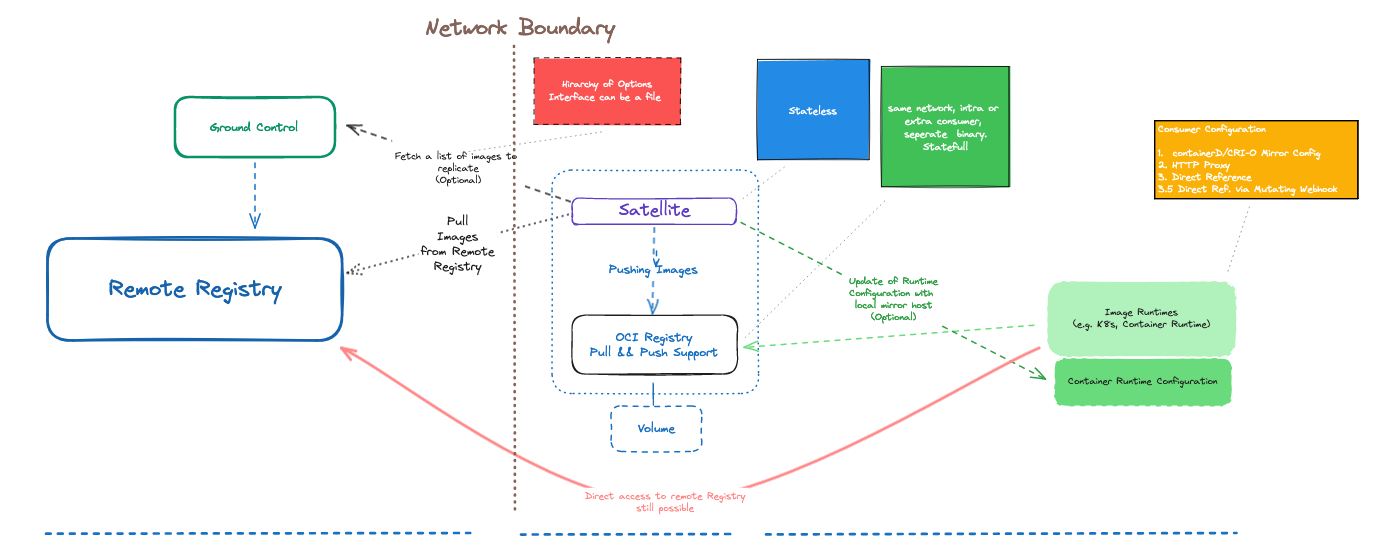 Network Boundary
Hirarchy of Options
Interface can be a file
Stateless
same network, intra or
extra consumer,
seperate binary.
Statefull
Ground Control
Consumer Configuration
1. containerD/CRI-O Mirror Config
2. HTTP Proxy
3. Direct Reference
3.5 Direct Ref. via Mutating Webhook
Fetch a list of images to
replicate
(Optional)
Satellite
Pull
Images
from Remote
Registry
Pushing Images
Remote Registry
Update of Runtime
Configuration with
local mirror host
(Optional)
Image Runtimes
(e.g. K8s, Container Runtime)
OCI Registry
Pull && Push Support
Container Runtime Configuration
Volume
Direct access to remote Registry
still possible